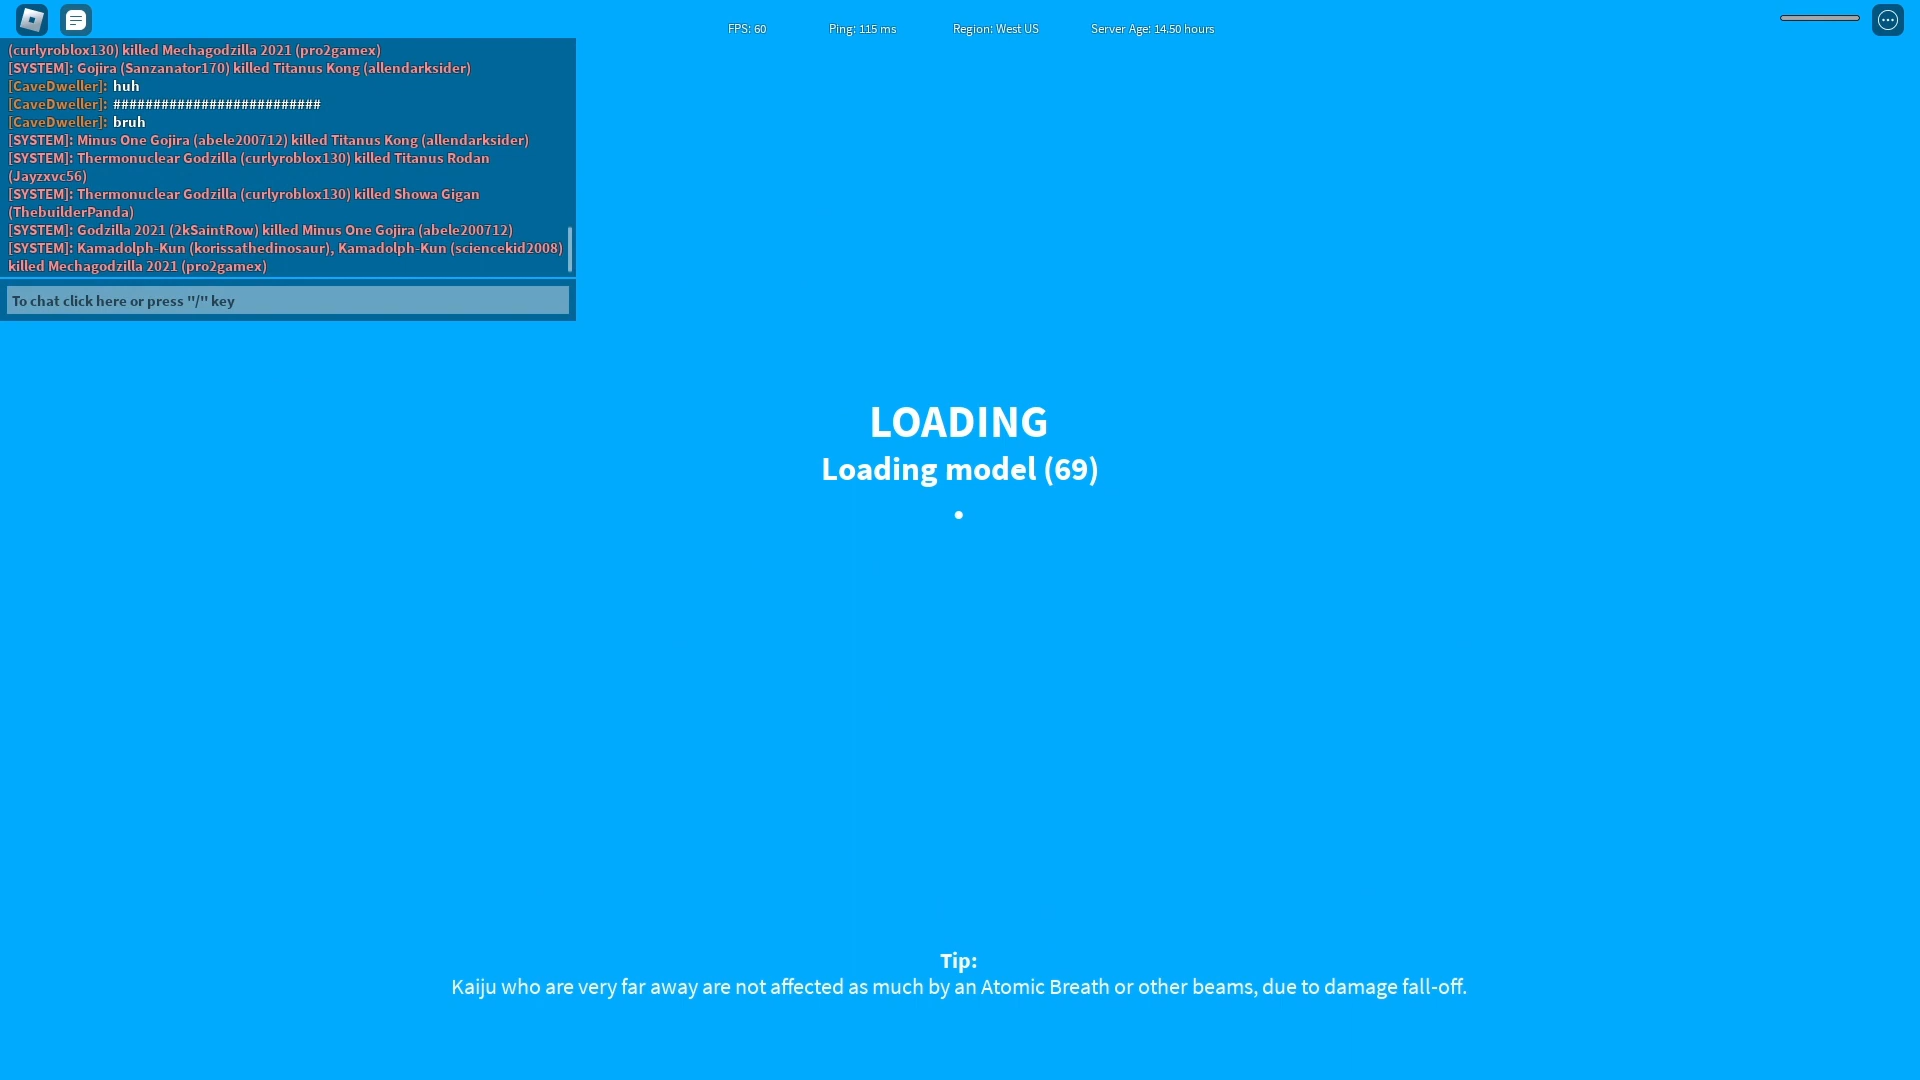 FPS: 60 Ping: 115 ms Region: West US Server Age: 14.50 hours
(curlyroblox130) killed Mechagodzilla 2021 (pro2gamex)
[SYSTEM]: Gojira (Sanzanator170) killed Titanus Kong (allendarksider)
[CaveDweller]: huh
[CaveDweller]: ##########################
[CaveDweller]: bruh
[SYSTEM]: Minus One Gojira (abele200712) killed Titanus Kong (allendarksider)
[SYSTEM]: Thermonuclear Godzilla (curlyroblox130) killed Titanus Rodan
(Jayzxvc56)
[SYSTEM]: Thermonuclear Godzilla (curlyroblox130) killed Showa Gigan
(ThebuilderPanda)
[SYSTEM]: Godzilla 2021 (2kSaintRow) killed Minus One Gojira (abele200712)
[SYSTEM]: Kamadolph-Kun (korissathedinosaur), Kamadolph-Kun (sciencekid2008)
killed Mechagodzilla 2021 (pro2gamex)
To chat click here or press "/" key
LOADING
Loading model (69)
.
Tip:
Kaiju who are very far away are not affected as much by an Atomic Breath or other beams, due to damage fall-off.